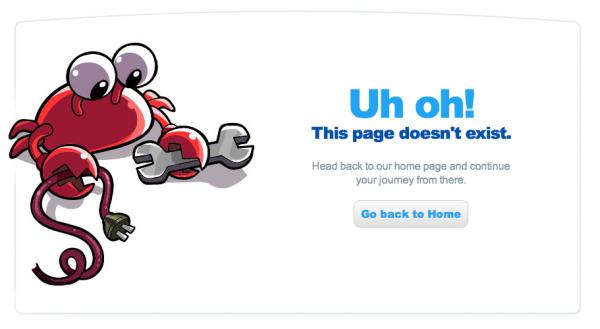 Uh oh!
This page doesn't exist.
Head back to our home page and continue
your journey from there.
Go back to Home